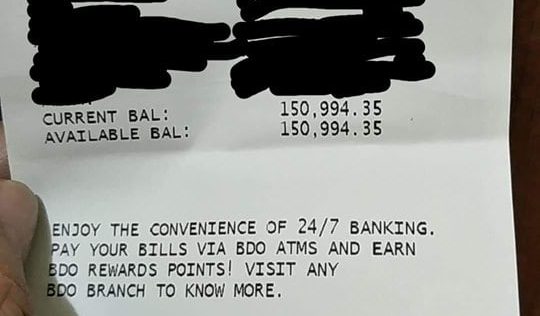 CURRENT BAL: 150,994.35
AVAILABLE BAL: 150,994.35
ENJOY THE CONVENIENCE OF 24/7 BANKING.
PAY YOUR BILLS VIA BDO ATMS AND EARN
BDO REWARDS POINTS! VISIT ANY
BDO BRANCH TO KNOW MORE.